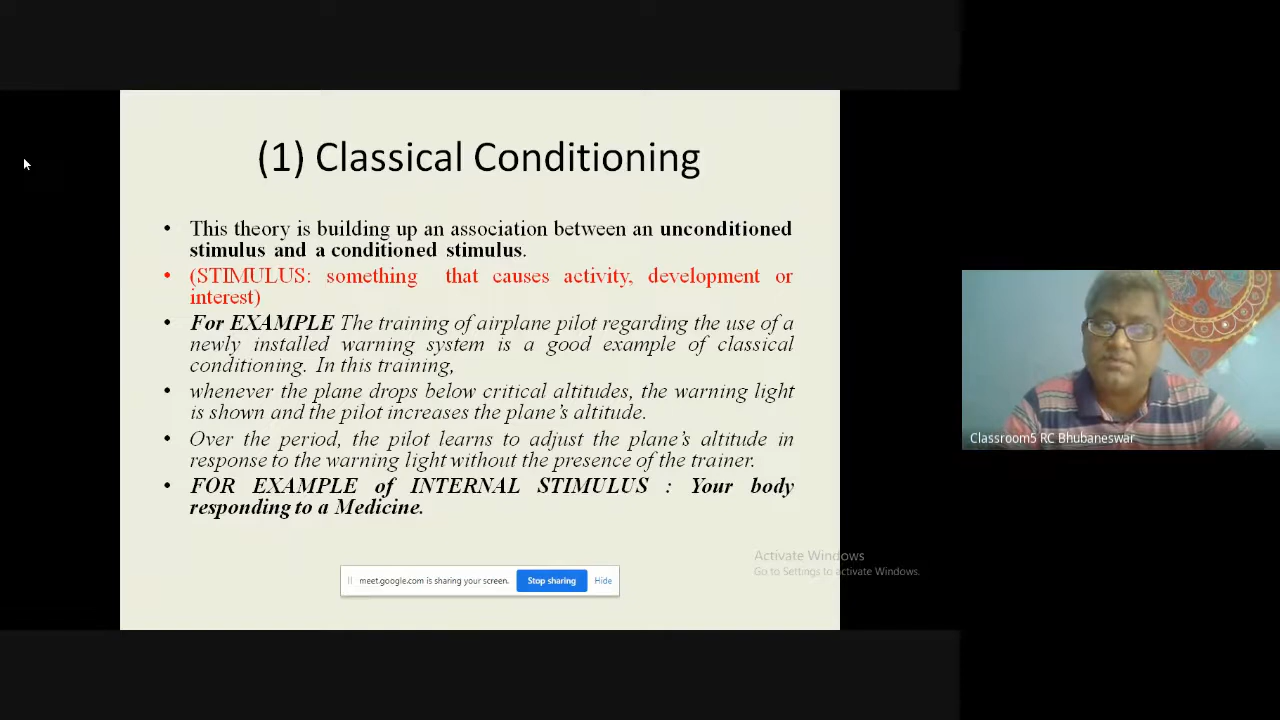 (1) Classical Conditioning
• This theory is building up an association between an unconditioned
stimulus and a conditioned stimulus.
• (STIMULUS: something that causes activity, development or
interest)
• For EXAMPLE The training of airplane pilot regarding the use of a
newly installed warning system is a good example of classical
conditioning. In this training,
• whenever the plane drops below critical altitudes, the warning light
is shown and the pilot increases the plane's altitude.
• Over the period, the pilot learns to adjust the plane's altitude in
response to the warning light without the presence of the trainer.
• FOR EXAMPLE of INTERNAL STIMULUS : Your body
responding to a Medicine.
Classroom5 RC Bhubaneswar
Activate Windows
Go to Settings to activate Windows.
meet.google.com is sharing your screen. Stop sharing Hide